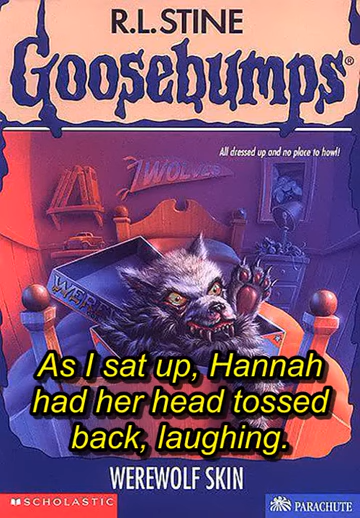 R.L. STINE
Goosebumps®
All dressed up and no place to howl!
WOLVES
WERE
As I sat up, Hannah
had her head tossed
back, laughing.
WEREWOLF SKIN
SCHOLASTIC
PARACHUTE